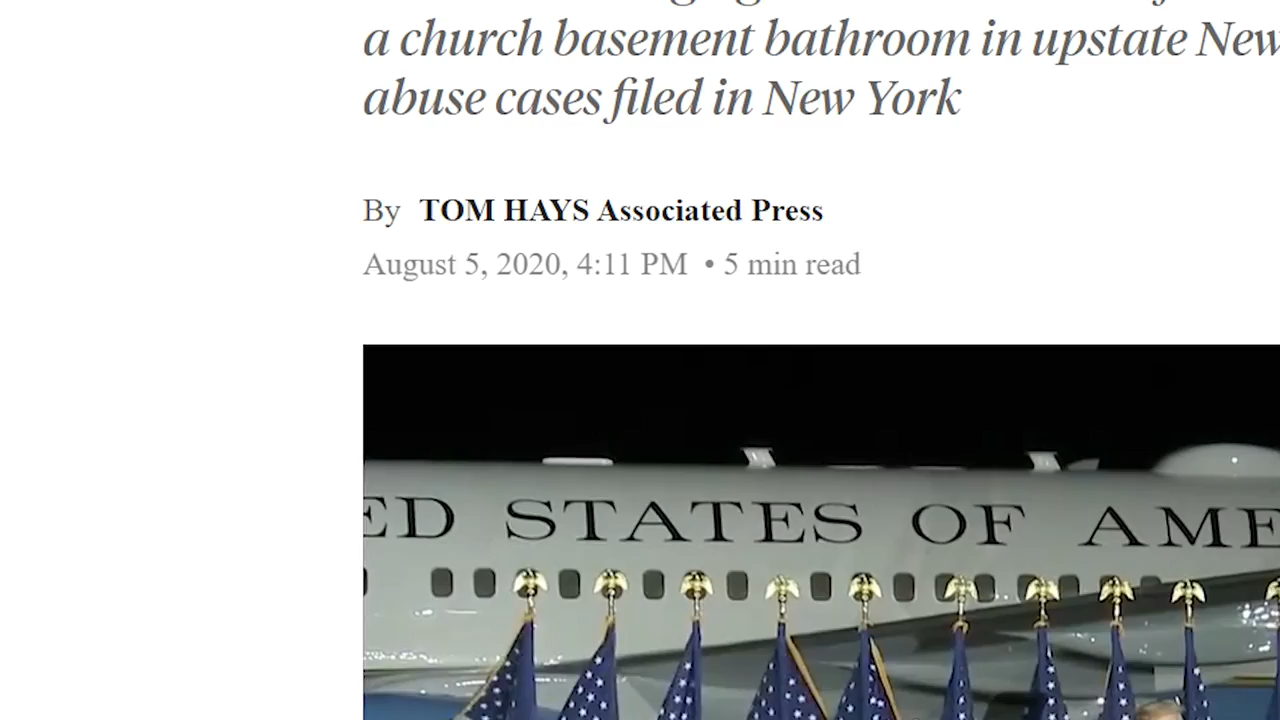 a church basement bathroom in upstate New
abuse cases filed in New York
By TOM HAYS Associated Press
August 5, 2020, 4:11 PM • 5 min read
ED STATES OF AME